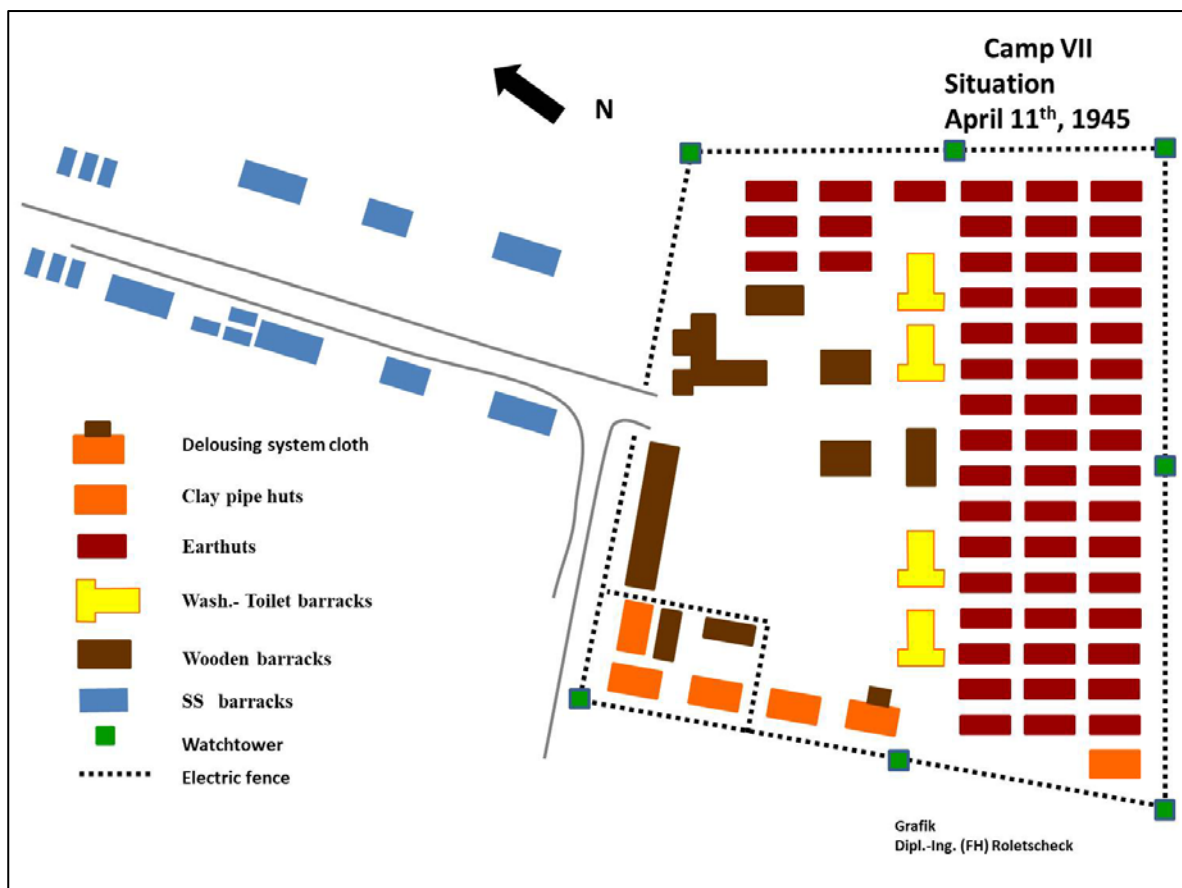 Camp VII
Situation
April 11th, 1945
N
Delousing system cloth
Clay pipe huts
Earthuts
Wash.- Toilet barracks
Wooden barracks
SS barracks
Watchtower
Electric fence
Grafik
Dipl.-Ing. (FH) Roletscheck